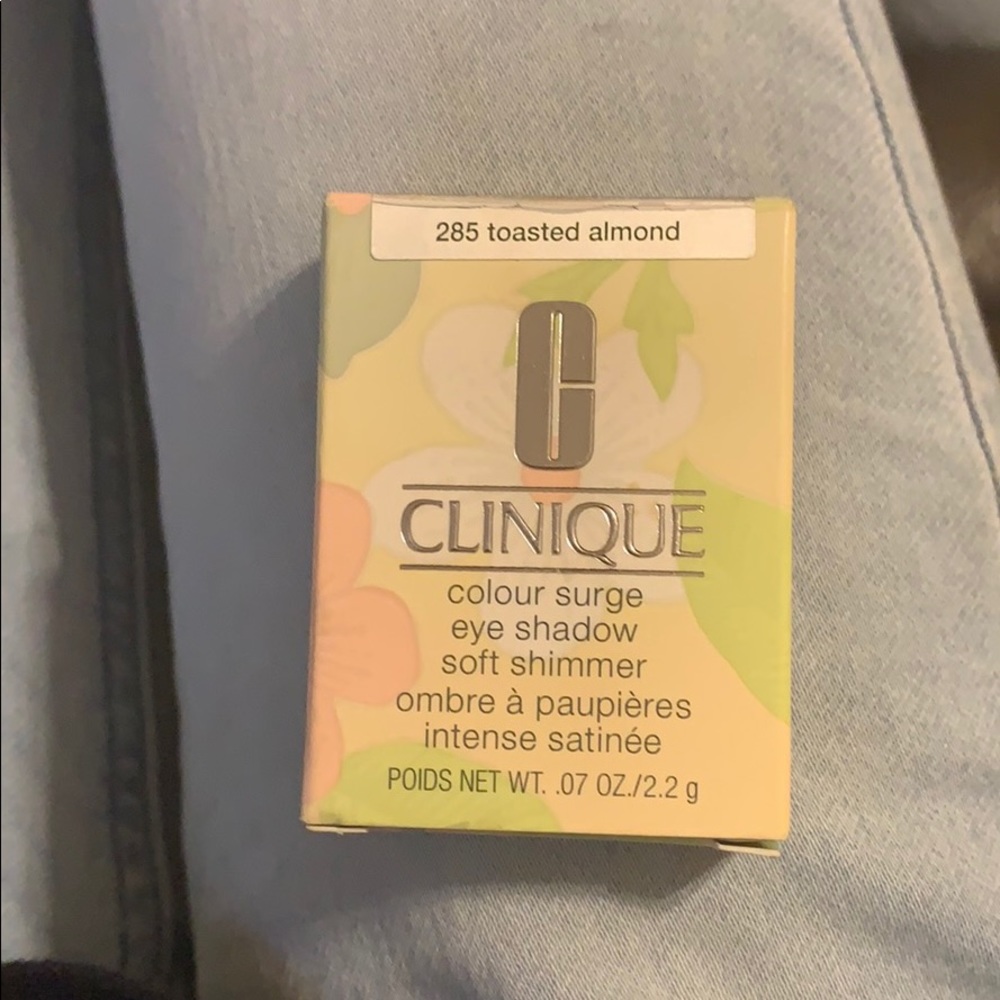 285 toasted almond
C
CLINIQUE
colour surge
eye shadow
soft shimmer
ombre à paupières
intense satinée
POIDS NET WT. .07 OZ./2.2 g